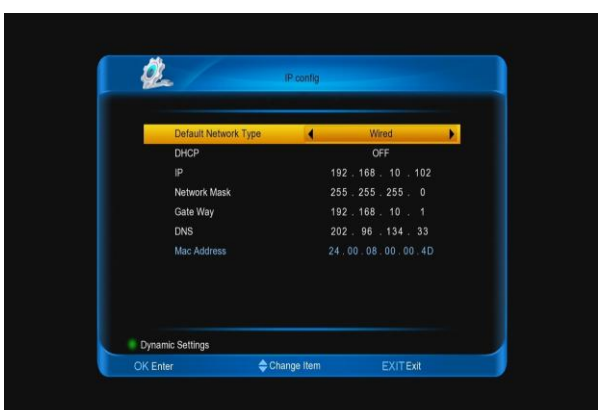 IP config
Default Network Type Wired
DHCP OFF
IP 192 . 168 . 10 . 102
Network Mask 255 . 255 . 255 . 0
Gate Way 192 . 168 . 10 . 1
DNS 202 . 96 . 134 . 33
Mac Address 24 . 00 . 08 . 00 . 00 . 4D
Dynamic Settings
OK Enter Change Item EXIT Exit